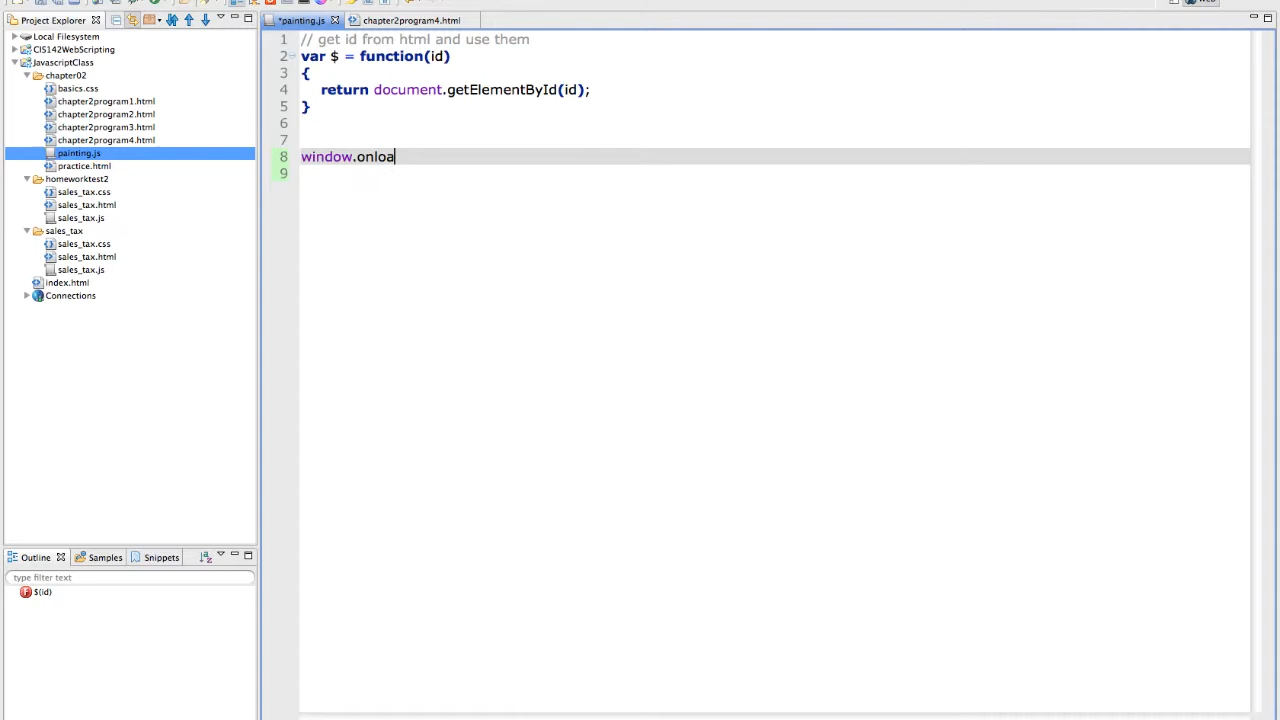 Web
Project Explorer
*painting.js
chapter2program4.html
Local Filesystem
CIS142WebScripting
JavascriptClass
chapter02
basics.css
chapter2program1.html
chapter2program2.html
chapter2program3.html
chapter2program4.html
painting.js
practice.html
homeworktest2
sales_tax.css
sales_tax.html
sales_tax.js
sales_tax
sales_tax.css
sales_tax.html
sales_tax.js
index.html
Connections
1 // get id from html and use them
2 var $ = function(id)
3 {
4 return document.getElementById(id);
5 }
6
7
8 window.onloa
9
Outline
Samples
Snippets
type filter text
$(id)